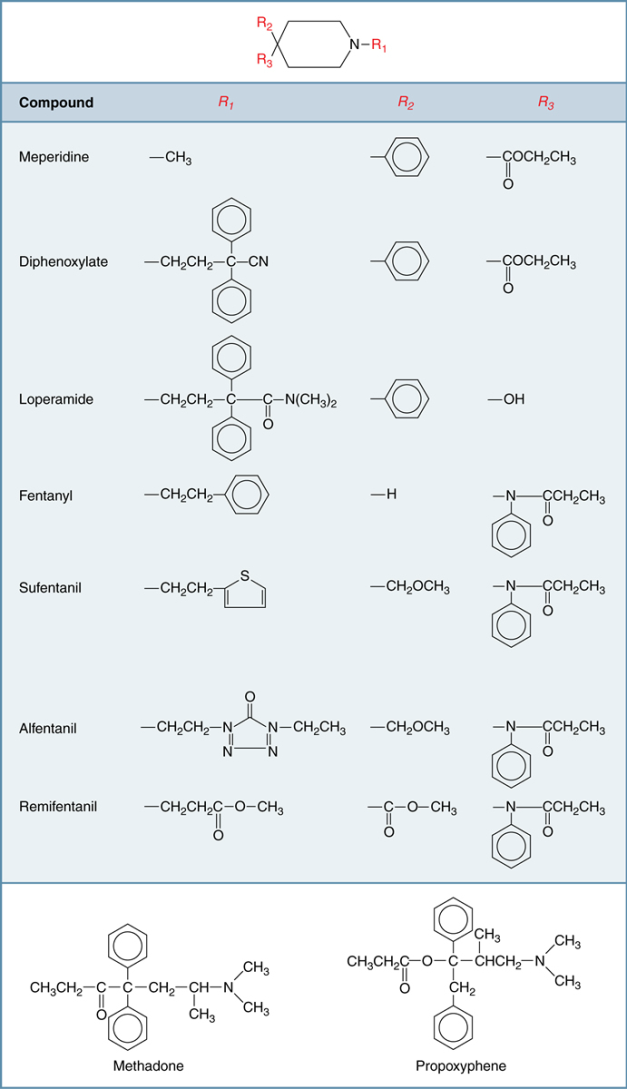 R2
R3
N
R1
Compound R1 R2 R3
Meperidine —CH3 —COCH2CH3
O
Diphenoxylate —CH2CH2—C—CN —COCH2CH3
O
Loperamide —CH2CH2—C—C—N(CH3)2 —OH
O
Fentanyl —CH2CH2 —H —N—CCH2CH3
O
Sufentanil —CH2CH2 S —CH2OCH3 —N—CCH2CH3
O
O
Alfentanil —CH2CH2—N N—CH2CH3 —CH2OCH3 —N—CCH2CH3
N N O
Remifentanil —CH2CH2C—O—CH3 —C—O—CH3 —N—CCH2CH3
O O O
CH3CH2—C—C—CH2—CH—N CH3
CH3
O CH3
Methadone
CH3CH2C—O—C—CHCH2—N CH3
CH3
CH3
O CH2
Propoxyphene